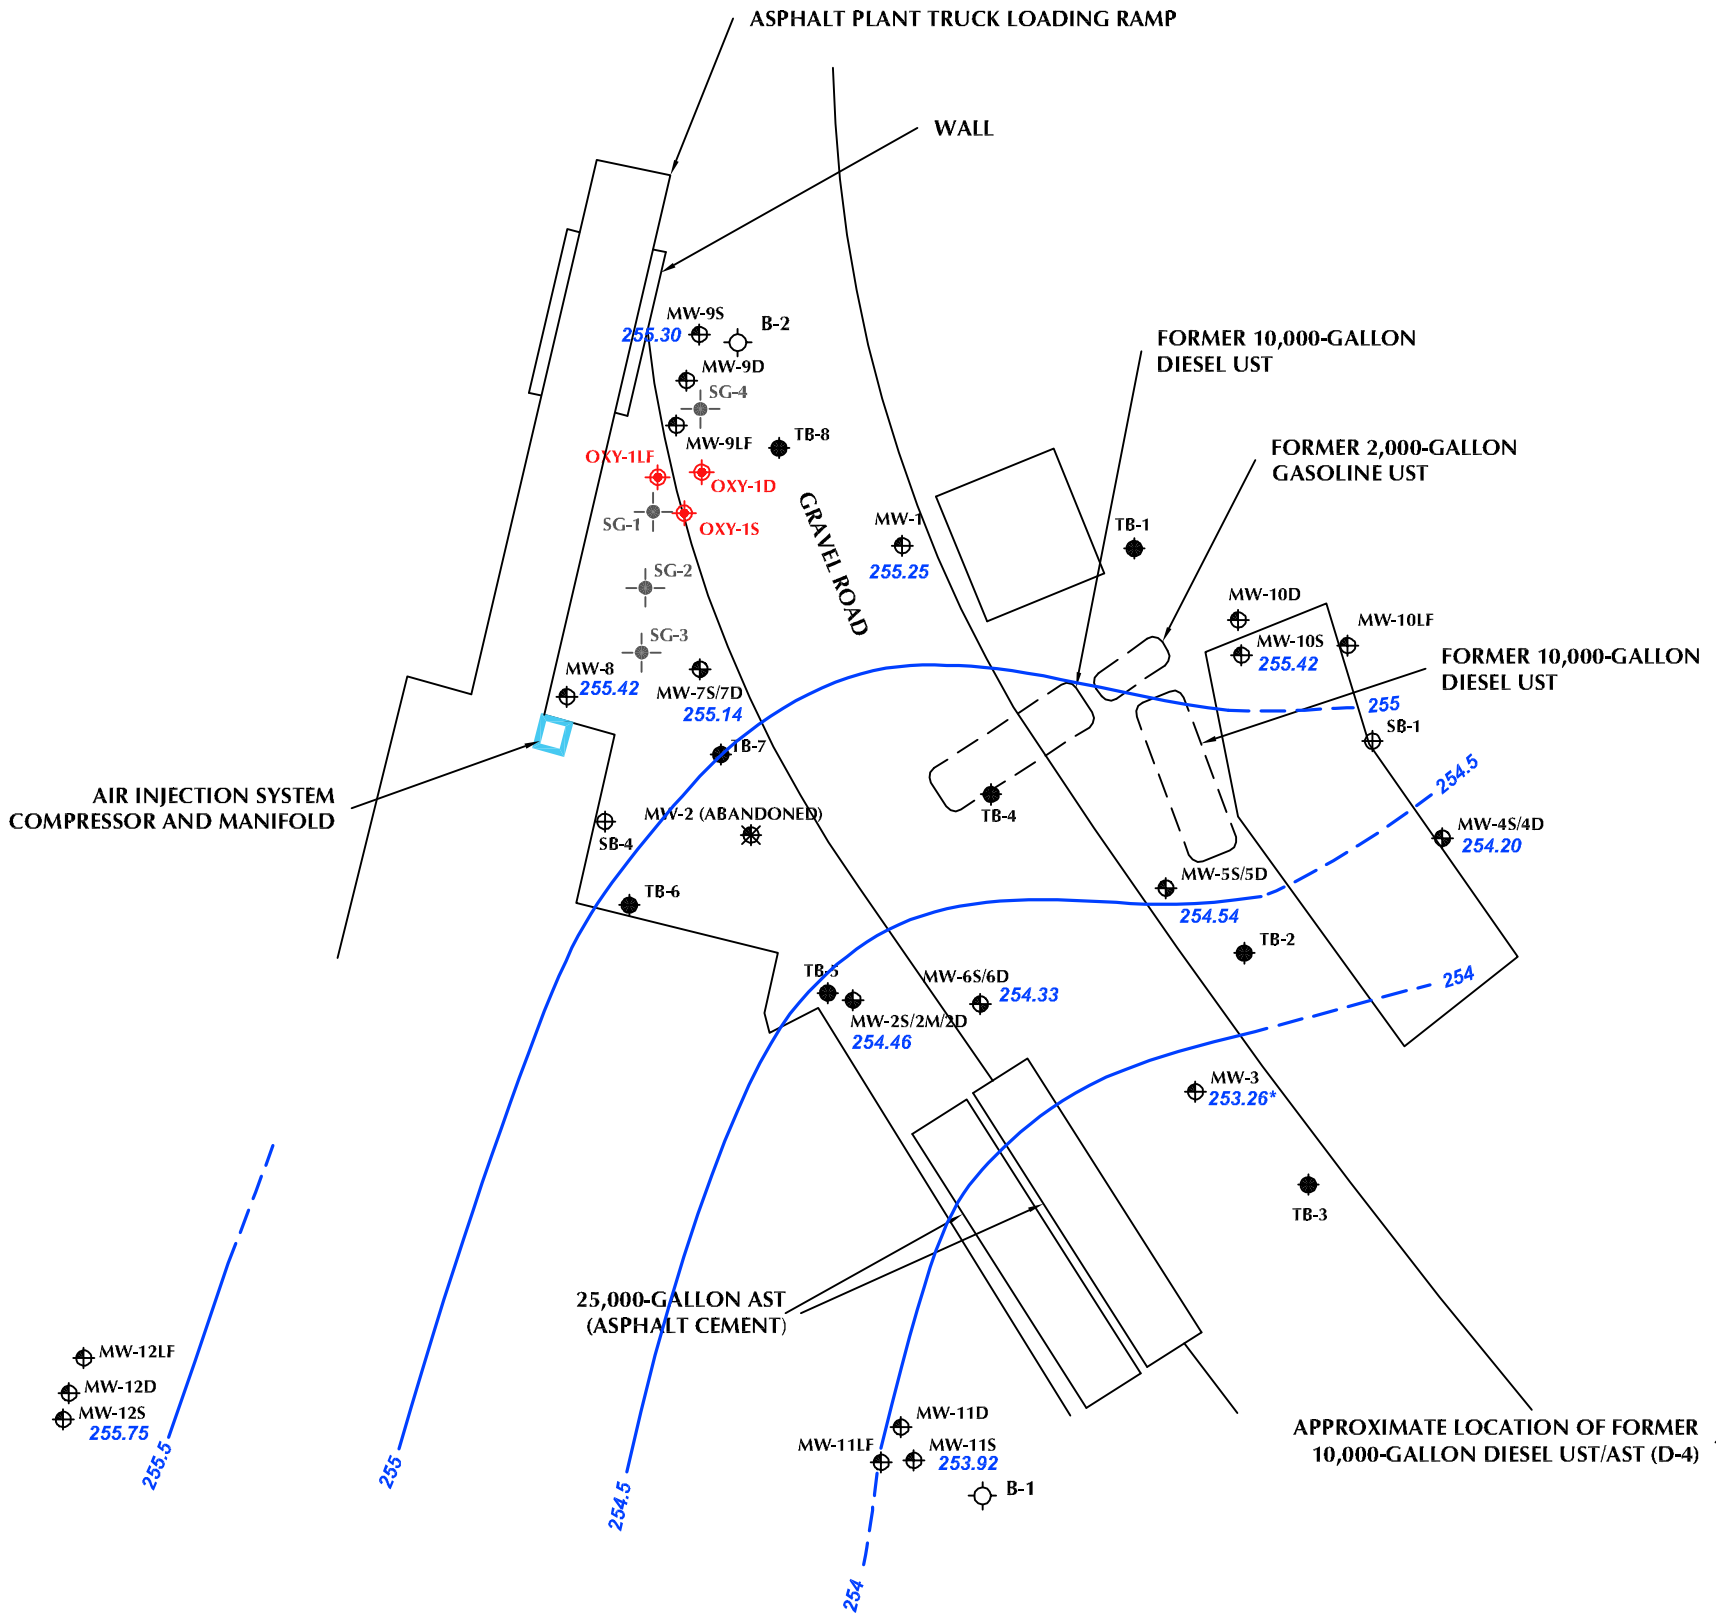 ASPHALT PLANT TRUCK LOADING RAMP
WALL
MW-9S
255.30
B-2
MW-9D
SG-4
MW-9LF
TB-8
OXY-1LF
OXY-1D
SG-1
OXY-1S
GRAVEL ROAD
MW-1
255.25
FORMER 10,000-GALLON
DIESEL UST
FORMER 2,000-GALLON
GASOLINE UST
TB-1
SG-2
MW-10D
MW-10S
255.42
MW-10LF
FORMER 10,000-GALLON
DIESEL UST
SG-3
MW-8
255.42
MW-7S/7D
255.14
255
SB-1
TB-7
254.5
AIR INJECTION SYSTEM
COMPRESSOR AND MANIFOLD
MW-2 (ABANDONED)
SB-4
TB-4
MW-4S/4D
254.20
MW-5S/5D
254.54
TB-6
TB-2
TB-5
MW-6S/6D
254.33
254
MW-2S/2M/2D
254.46
MW-3
253.26*
TB-3
25,000-GALLON AST
(ASPHALT CEMENT)
MW-12LF
MW-12D
MW-12S
255.75
255.5
255
254.5
MW-11D
MW-11LF
MW-11S
253.92
B-1
254
APPROXIMATE LOCATION OF FORMER
10,000-GALLON DIESEL UST/AST (D-4)